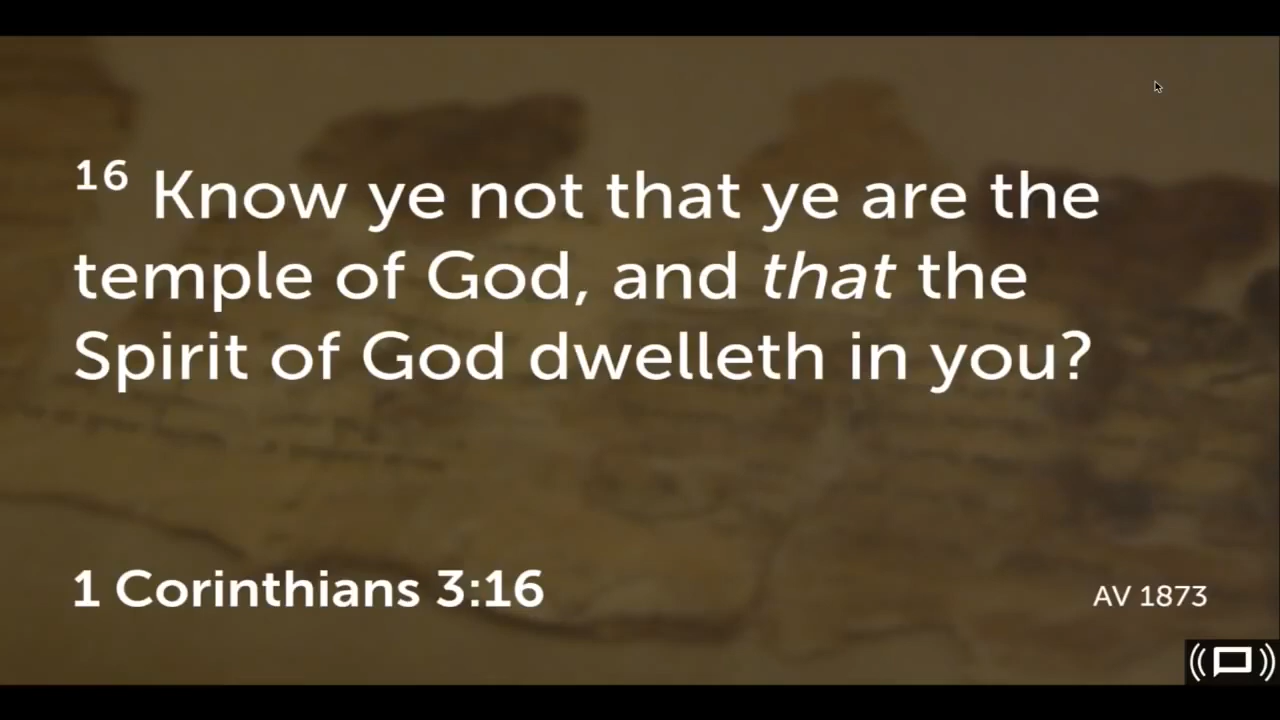 16 Know ye not that ye are the
temple of God, and that the
Spirit of God dwelleth in you?
1 Corinthians 3:16
AV 1873